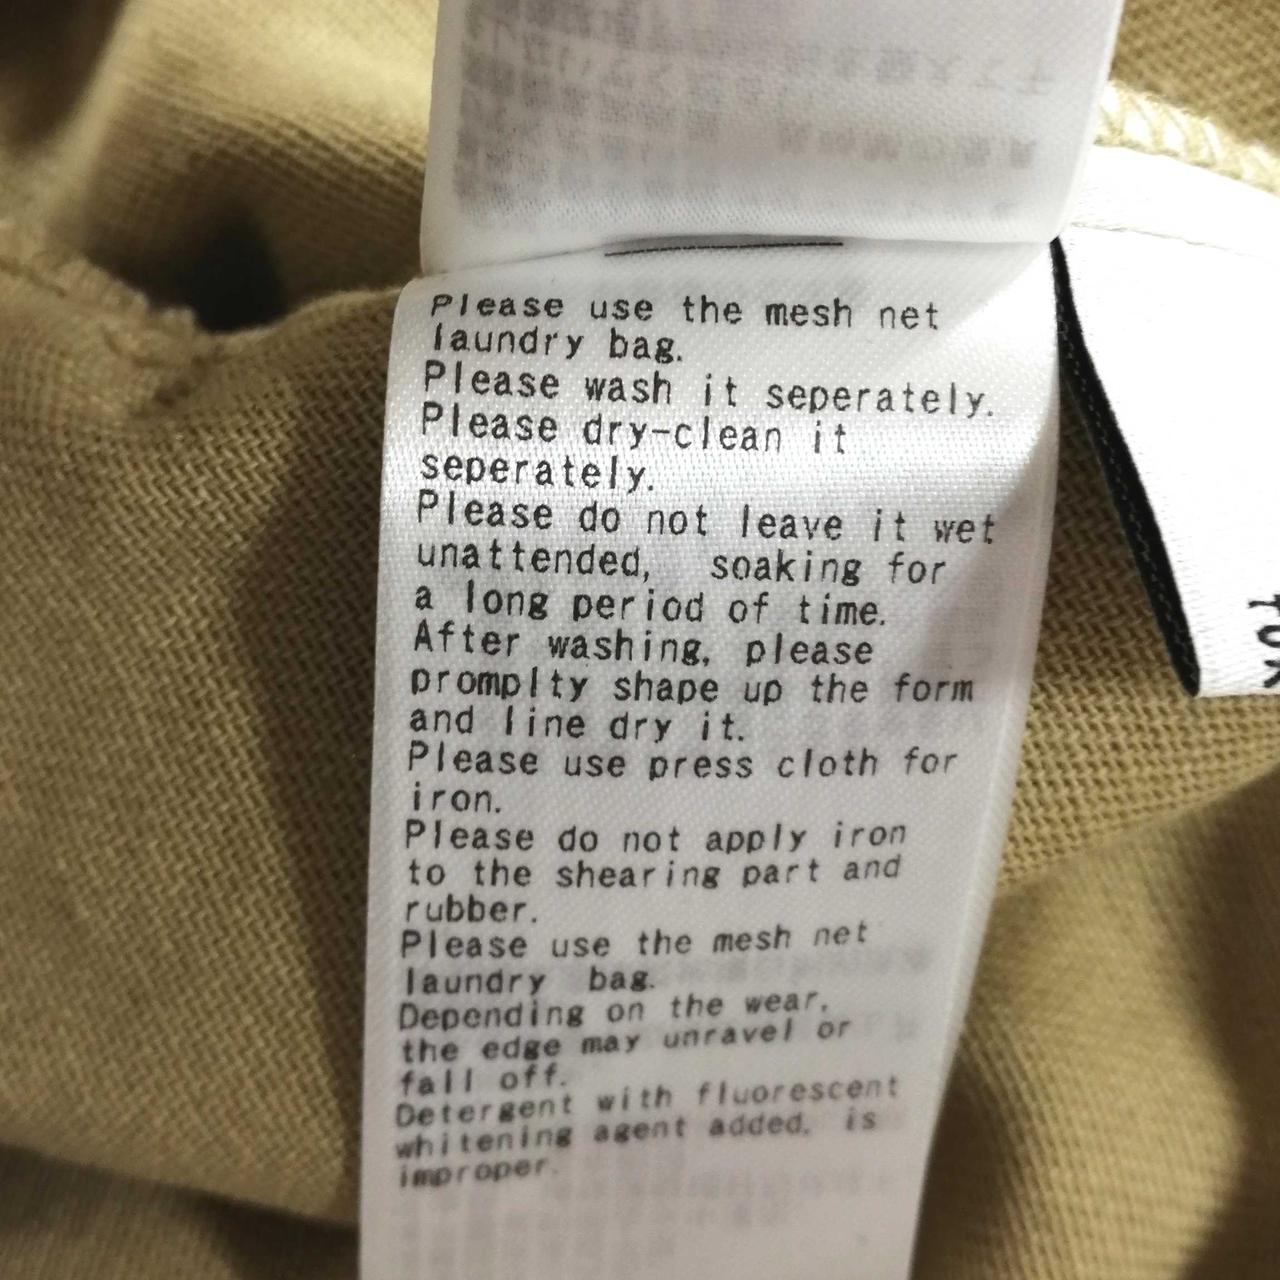 Please use the mesh net
laundry bag.
Please wash it seperately.
Please dry-clean it
seperately.
Please do not leave it wet
unattended, soaking for
a long period of time.
After washing, please
promplty shape up the form
and line dry it.
Please use press cloth for
iron.
Please do not apply iron
to the shearing part and
rubber.
Please use the mesh net
laundry bag.
Depending on the wear,
the edge may unravel or
fall off.
Detergent with fluorescent
whitening agent added, is
improper.